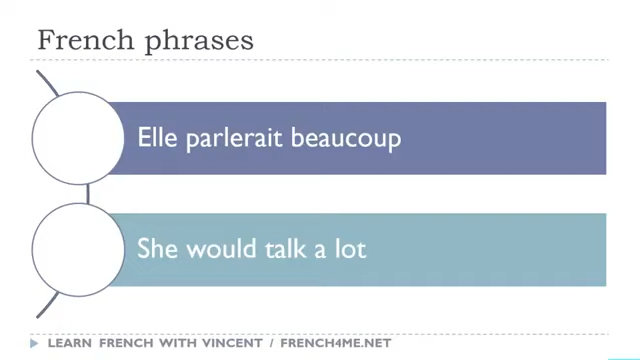 French phrases
Elle parlerait beaucoup
She would talk a lot
LEARN FRENCH WITH VINCENT / FRENCH4ME.NET